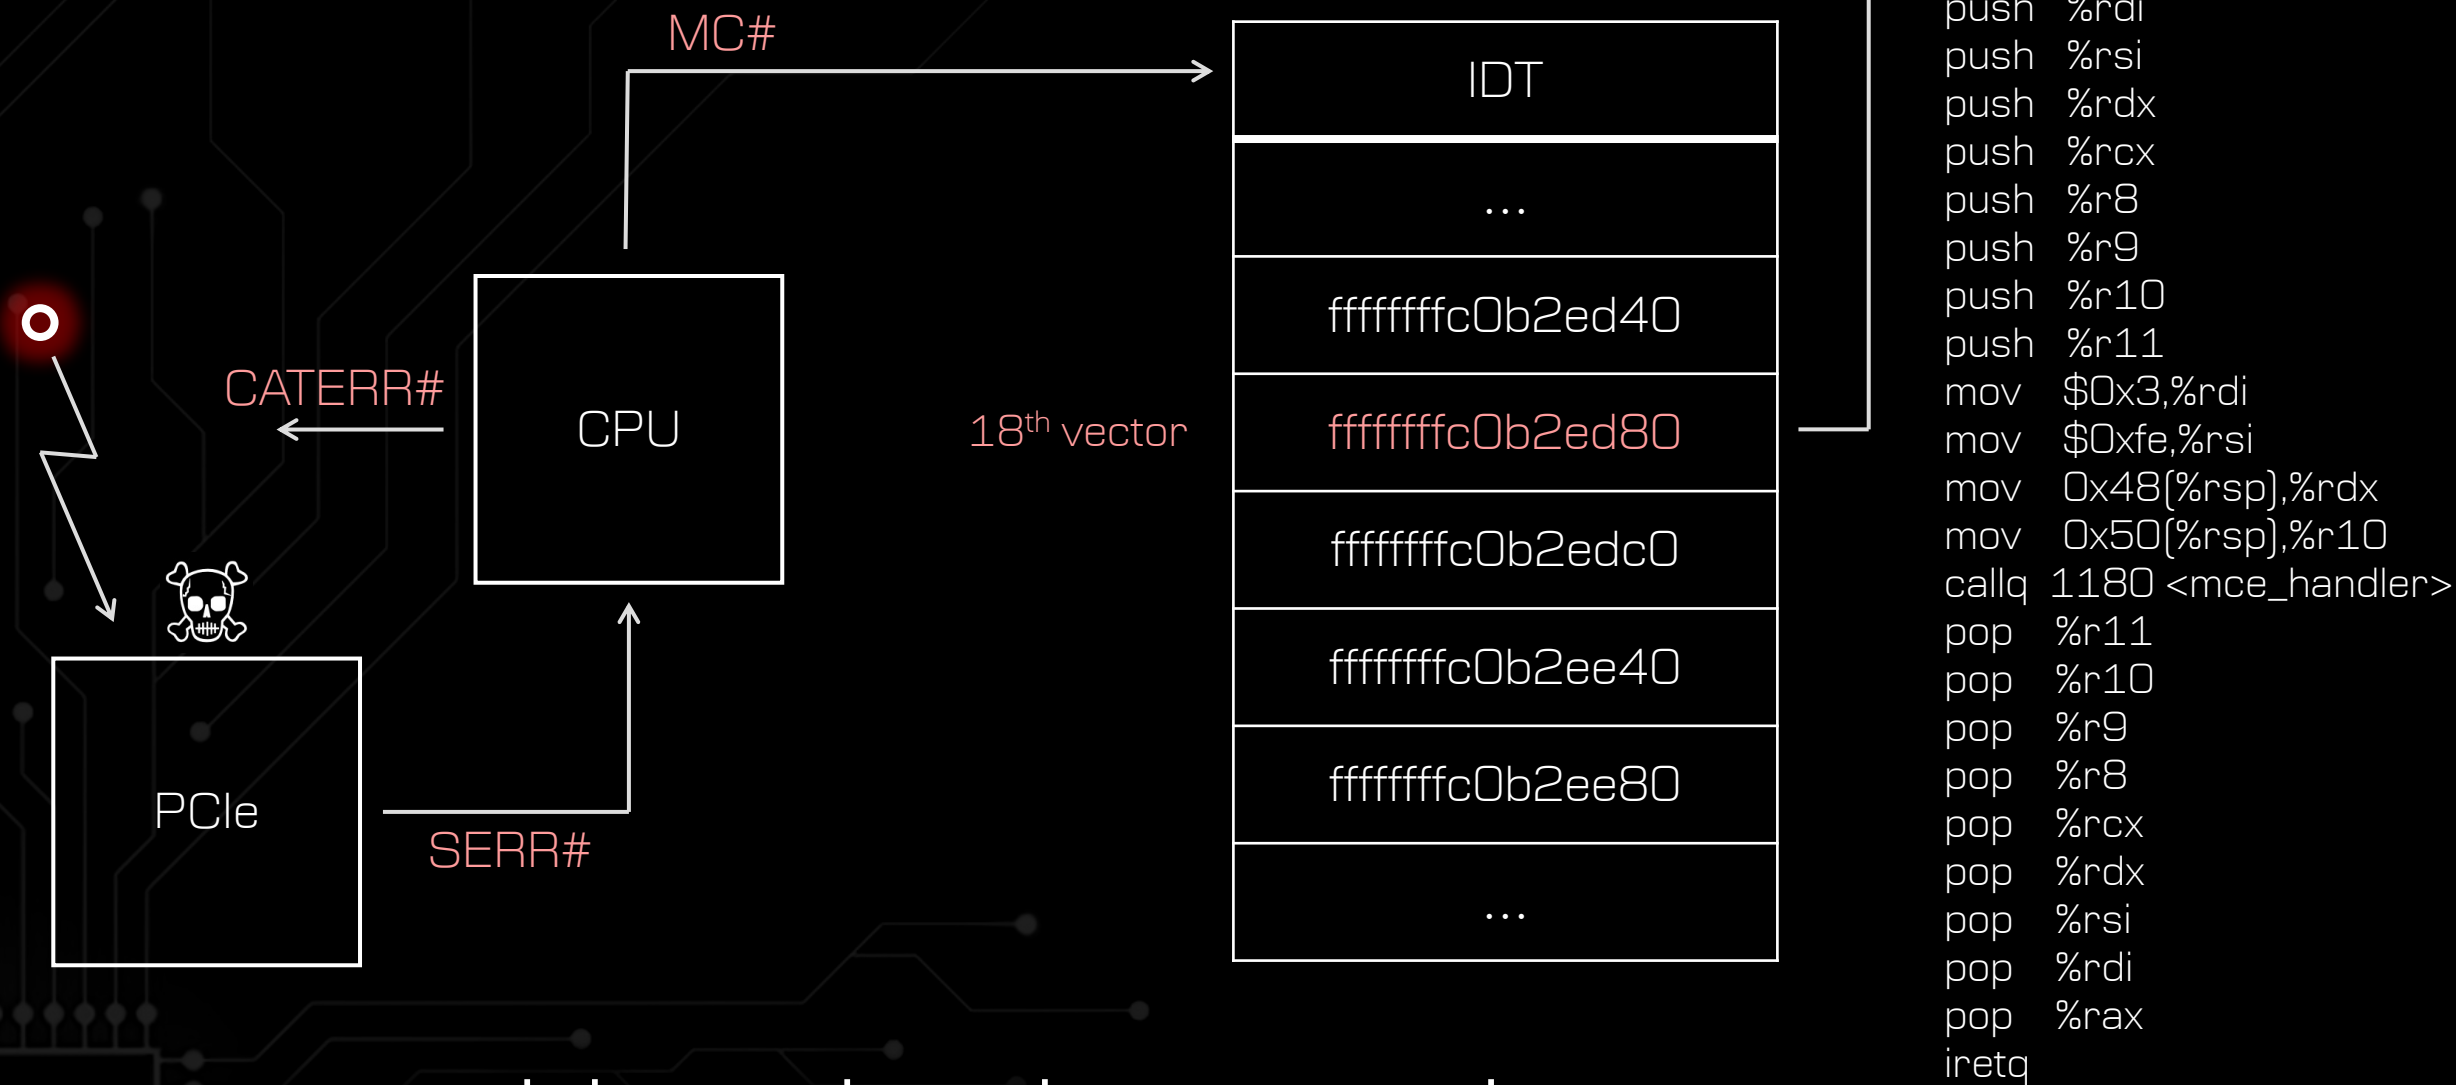 MC#
CATERR#
CPU
PCIe
SERR#
18th vector
IDT
...
ffffffffc0b2ed40
ffffffffc0b2ed80
ffffffffc0b2edc0
ffffffffc0b2ee40
ffffffffc0b2ee80
...
push %rdi
push %rsi
push %rdx
push %rcx
push %r8
push %r9
push %r10
push %r11
mov $0x3,%rdi
mov $0xfe,%rsi
mov 0x48(%rsp),%rdx
mov 0x50(%rsp),%r10
callq 1180 <mce_handler>
pop %r11
pop %r10
pop %r9
pop %r8
pop %rcx
pop %rdx
pop %rsi
pop %rdi
pop %rax
iretq